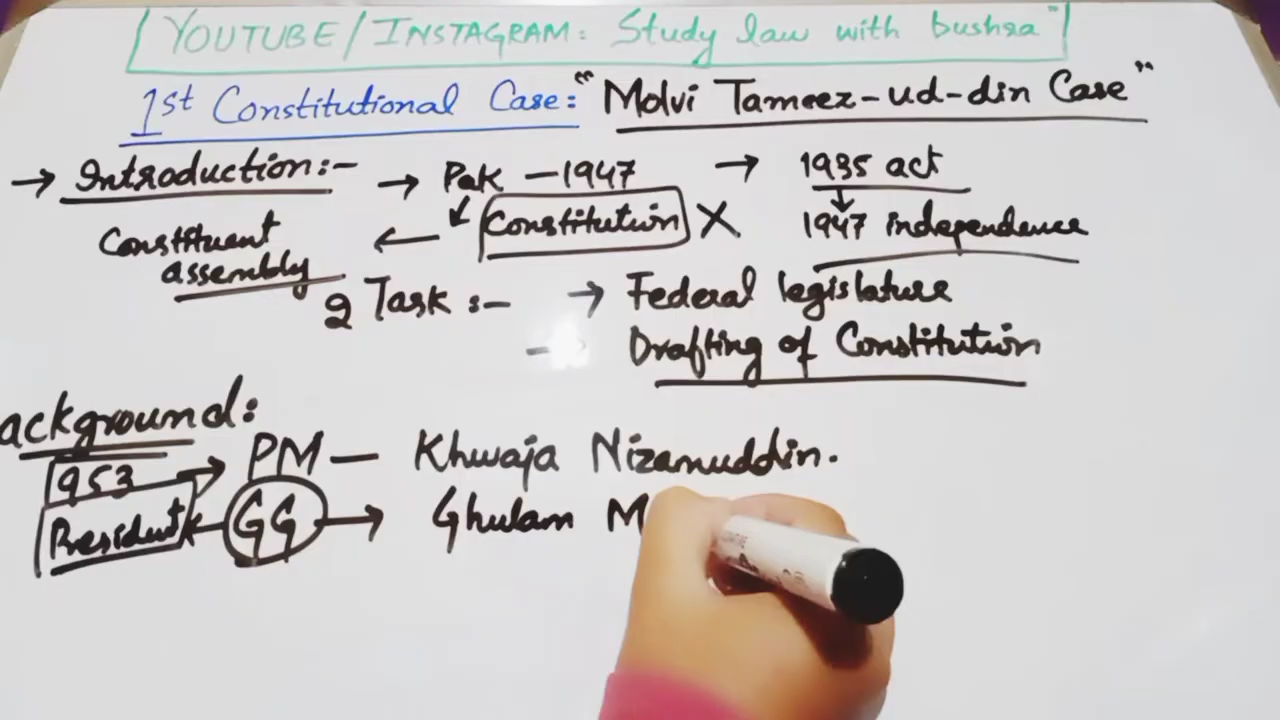 YOUTUBE/INSTAGRAM: Study law with bushra"
1st Constitutional Case: "Molvi Tameez-ud-din Case"
→ Introduction:- → Pak - 1947 → 1935 act
Constituent assembly ← Constitution X 1947 independence
2 Task :- → Federal legislature
→ Drafting of Constitution
ackground:
1953 → PM - Khwaja Nizamuddin.
President ← GG → Ghulam M